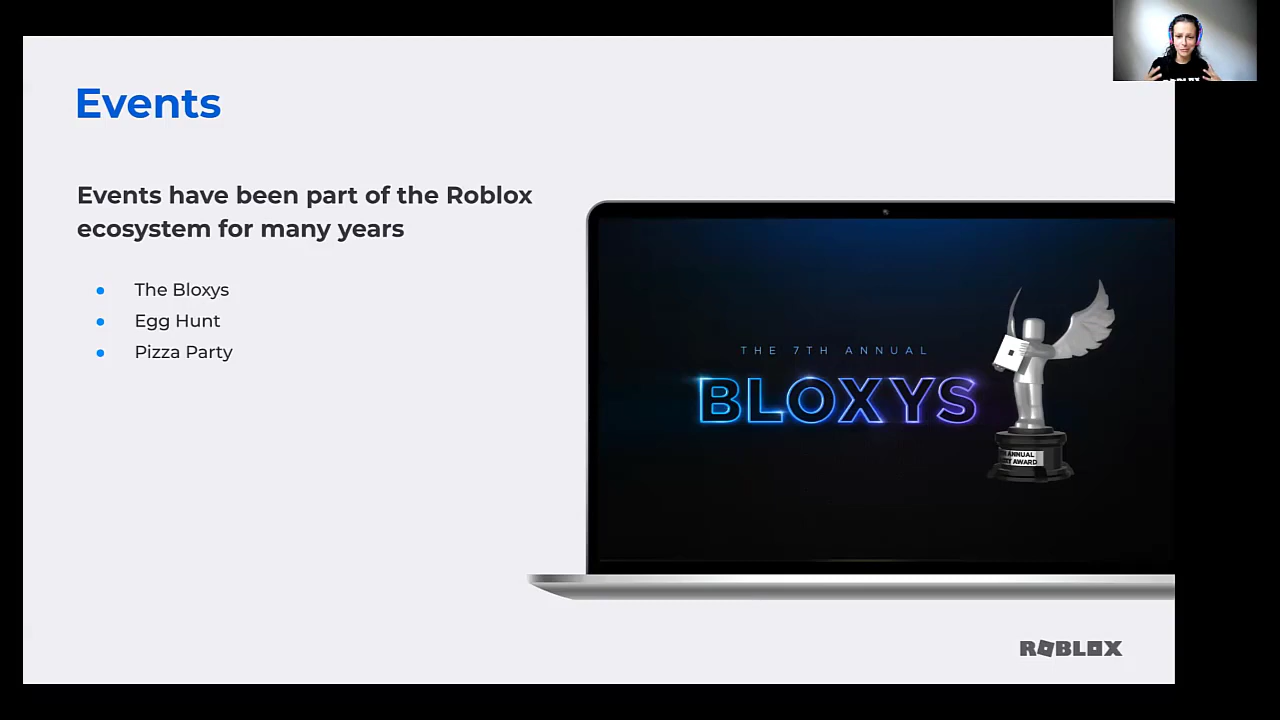 Events
Events have been part of the Roblox
ecosystem for many years
The Bloxys
Egg Hunt
Pizza Party
THE 7TH ANNUAL
BLOXYS
ANNUAL
AWARD
ROBLOX